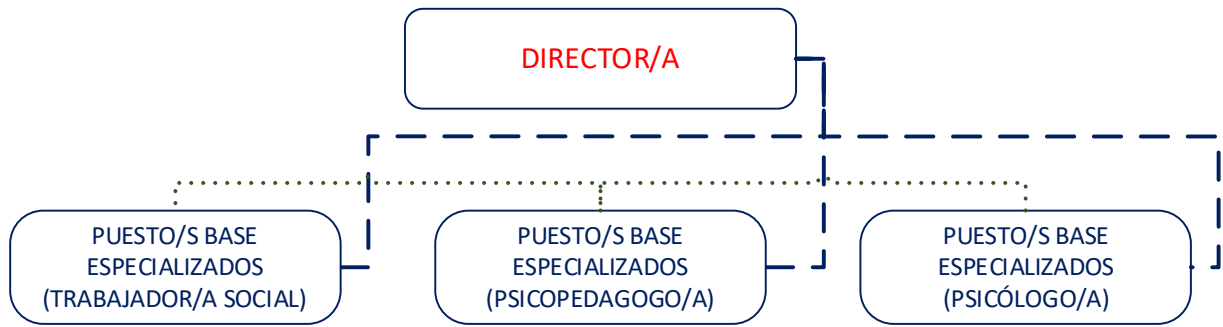 DIRECTOR/A
PUESTO/S BASE
ESPECIALIZADOS
(TRABAJADOR/A SOCIAL)
PUESTO/S BASE
ESPECIALIZADOS
(PSICOPEDAGOGO/A)
PUESTO/S BASE
ESPECIALIZADOS
(PSICÓLOGO/A)